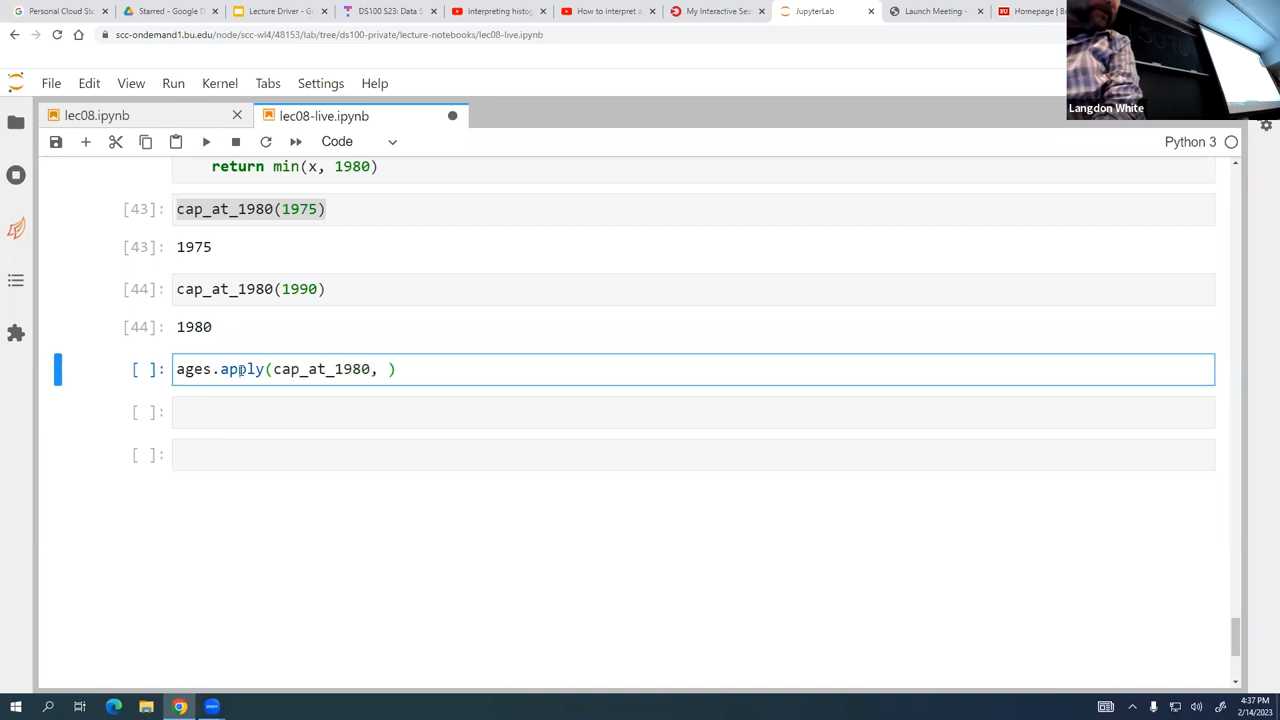 Personal Cloud Sto
Starred - Google D
Lecture Driver - Go
DS100 S23; Data S
Interpreting histog
How to interpret a
My Interactive Ses
JupyterLab
Launch Meeting -
Homepage | Bo
scc-ondemand1.bu.edu/node/scc-wl4/48153/lab/tree/ds100-private/lecture-notebooks/lec08-live.ipynb
File Edit View Run Kernel Tabs Settings Help
Langdon White
lec08.ipynb
lec08-live.ipynb
Code
Python 3
return min(x, 1980)
[43]: cap_at_1980(1975)
[43]: 1975
[44]: cap_at_1980(1990)
[44]: 1980
[ ]: ages.apply(cap_at_1980, )
[ ]:
[ ]:
4:37 PM
2/14/2023